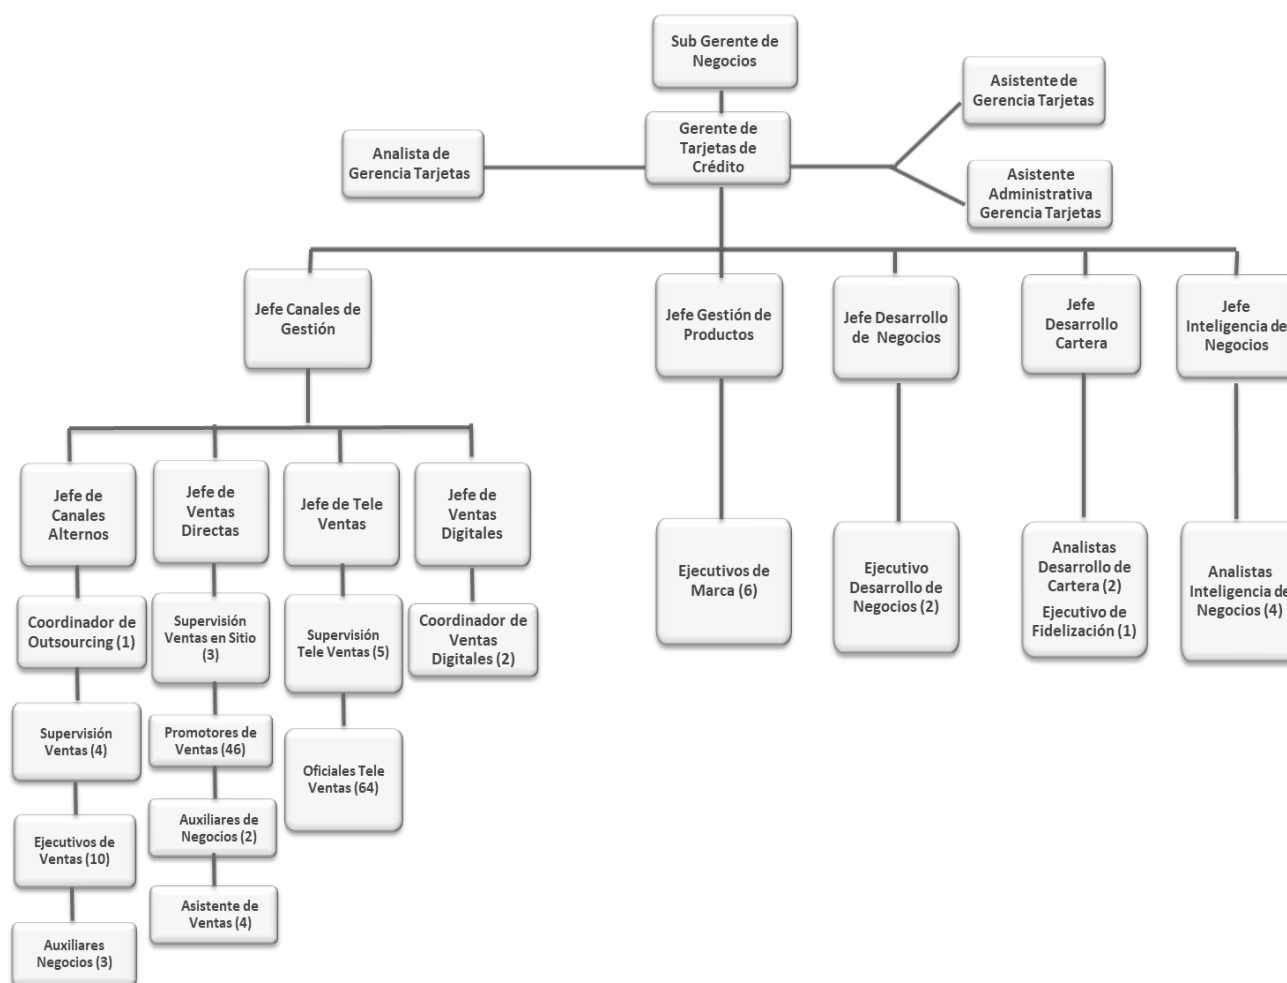 Sub Gerente de
Negocios
Asistente de
Gerencia Tarjetas
Gerente de
Tarjetas de
Crédito
Analista de
Gerencia Tarjetas
Asistente
Administrativa
Gerencia Tarjetas
Jefe Canales de
Gestión
Jefe Gestión de
Productos
Jefe Desarrollo
de Negocios
Jefe
Desarrollo
Cartera
Jefe
Inteligencia de
Negocios
Jefe de
Canales
Alternos
Jefe de
Ventas
Directas
Jefe de Tele
Ventas
Jefe de
Ventas
Digitales
Ejecutivos de
Marca (6)
Ejecutivo
Desarrollo de
Negocios (2)
Analistas
Desarrollo de
Cartera (2)
Ejecutivo de
Fidelización (1)
Analistas
Inteligencia de
Negocios (4)
Coordinador de
Outsourcing (1)
Supervisión
Ventas en Sitio
(3)
Supervisión
Tele Ventas (5)
Coordinador de
Ventas
Digitales (2)
Supervisión
Ventas (4)
Promotores de
Ventas (46)
Oficiales Tele
Ventas (64)
Ejecutivos de
Ventas (10)
Auxiliares de
Negocios (2)
Auxiliares
Negocios (3)
Asistente de
Ventas (4)